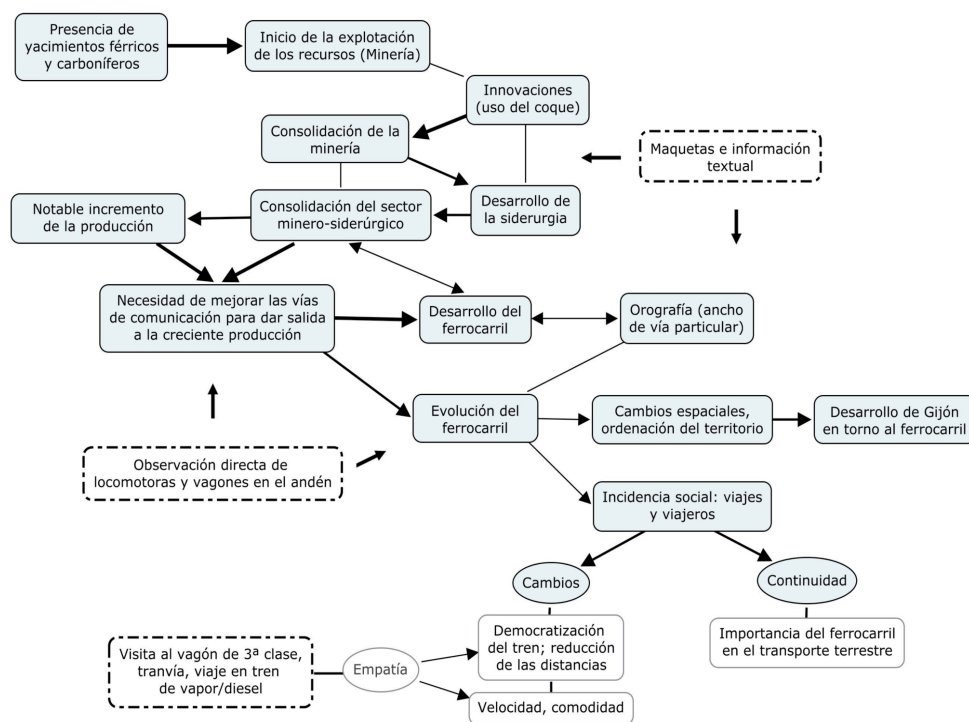 Presencia de
yacimientos férricos
y carboníferos
Inicio de la explotación
de los recursos (Minería)
Innovaciones
(uso del coque)
Consolidación de la
minería
Maquetas e información
textual
Notable incremento
de la producción
Consolidación del sector
minero-siderúrgico
Desarrollo de
la siderurgia
Necesidad de mejorar las vías
de comunicación para dar salida
a la creciente producción
Desarrollo del
ferrocarril
Orografía (ancho
de vía particular)
Evolución del
ferrocarril
Cambios espaciales,
ordenación del territorio
Desarrollo de Gijón
en torno al ferrocarril
Observación directa de
locomotoras y vagones en el andén
Incidencia social: viajes
y viajeros
Cambios
Continuidad
Democratización
del tren; reducción
de las distancias
Importancia del ferrocarril
en el transporte terrestre
Visita al vagón de 3ª clase,
tranvía, viaje en tren
de vapor/diesel
Empatía
Velocidad, comodidad